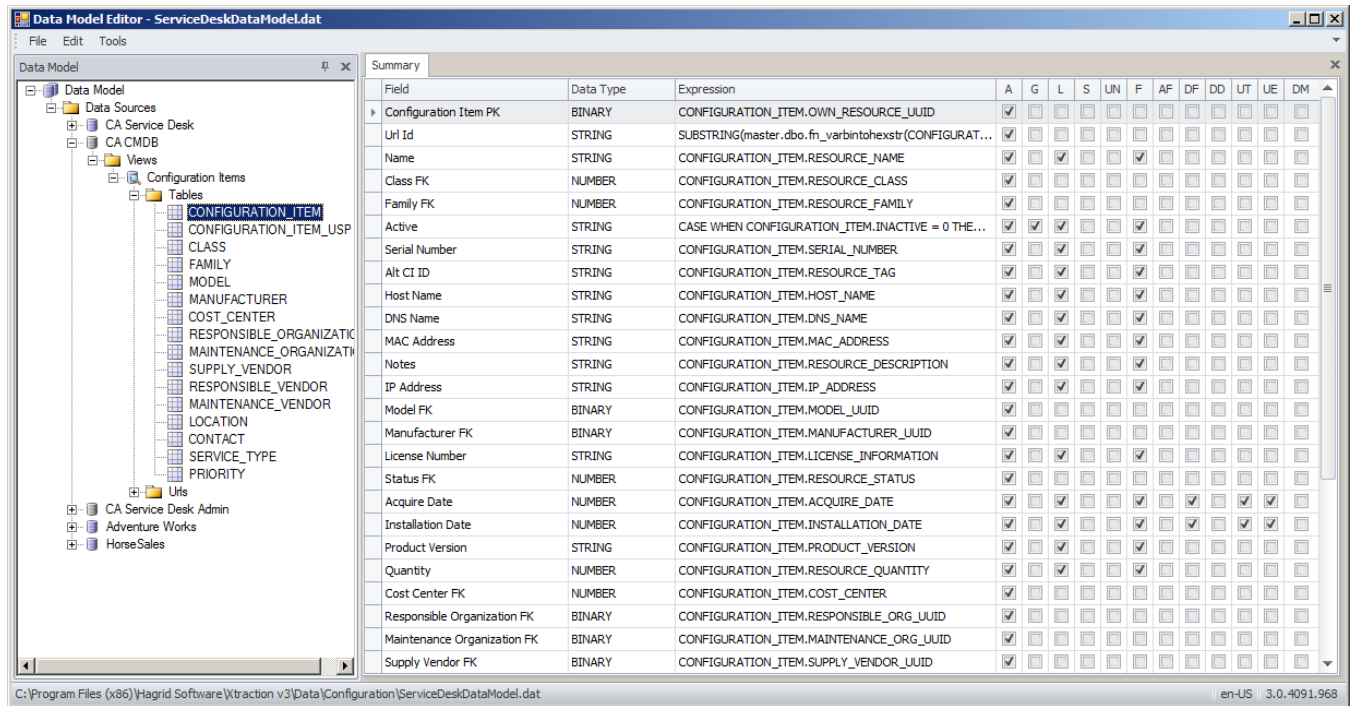 Data Model Editor - ServiceDeskDataModel.dat
File Edit Tools
Data Model
Data Model
Data Sources
CA Service Desk
CA CMDB
Views
Configuration Items
Tables
CONFIGURATION_ITEM
CONFIGURATION_ITEM_USP
CLASS
FAMILY
MODEL
MANUFACTURER
COST_CENTER
RESPONSIBLE_ORGANIZATIO
MAINTENANCE_ORGANIZATI
SUPPLY_VENDOR
RESPONSIBLE_VENDOR
MAINTENANCE_VENDOR
LOCATION
CONTACT
SERVICE_TYPE
PRIORITY
Urls
CA Service Desk Admin
Adventure Works
HorseSales
Summary
Field Data Type Expression A G L S UN F AF DF DD UT UE DM
Configuration Item PK BINARY CONFIGURATION_ITEM.OWN_RESOURCE_UUID
Url Id STRING SUBSTRING(master.dbo.fn_varbintohexstr(CONFIGURAT...
Name STRING CONFIGURATION_ITEM.RESOURCE_NAME
Class FK NUMBER CONFIGURATION_ITEM.RESOURCE_CLASS
Family FK NUMBER CONFIGURATION_ITEM.RESOURCE_FAMILY
Active STRING CASE WHEN CONFIGURATION_ITEM.INACTIVE = 0 THE...
Serial Number STRING CONFIGURATION_ITEM.SERIAL_NUMBER
Alt CI ID STRING CONFIGURATION_ITEM.RESOURCE_TAG
Host Name STRING CONFIGURATION_ITEM.HOST_NAME
DNS Name STRING CONFIGURATION_ITEM.DNS_NAME
MAC Address STRING CONFIGURATION_ITEM.MAC_ADDRESS
Notes STRING CONFIGURATION_ITEM.RESOURCE_DESCRIPTION
IP Address STRING CONFIGURATION_ITEM.IP_ADDRESS
Model FK BINARY CONFIGURATION_ITEM.MODEL_UUID
Manufacturer FK BINARY CONFIGURATION_ITEM.MANUFACTURER_UUID
License Number STRING CONFIGURATION_ITEM.LICENSE_INFORMATION
Status FK NUMBER CONFIGURATION_ITEM.RESOURCE_STATUS
Acquire Date NUMBER CONFIGURATION_ITEM.ACQUIRE_DATE
Installation Date NUMBER CONFIGURATION_ITEM.INSTALLATION_DATE
Product Version STRING CONFIGURATION_ITEM.PRODUCT_VERSION
Quantity NUMBER CONFIGURATION_ITEM.RESOURCE_QUANTITY
Cost Center FK NUMBER CONFIGURATION_ITEM.COST_CENTER
Responsible Organization FK BINARY CONFIGURATION_ITEM.RESPONSIBLE_ORG_UUID
Maintenance Organization FK BINARY CONFIGURATION_ITEM.MAINTENANCE_ORG_UUID
Supply Vendor FK BINARY CONFIGURATION_ITEM.SUPPLY_VENDOR_UUID
C:\Program Files (x86)\Hagrid Software\Xtraction v3\Data\Configuration\ServiceDeskDataModel.dat en-US 3.0.4091.968